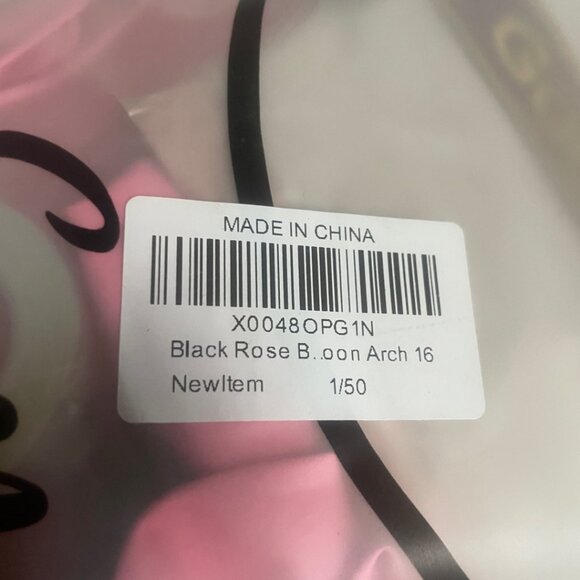 MADE IN CHINA
X0048OPG1N
Black Rose B..oon Arch 16
NewItem 1/50